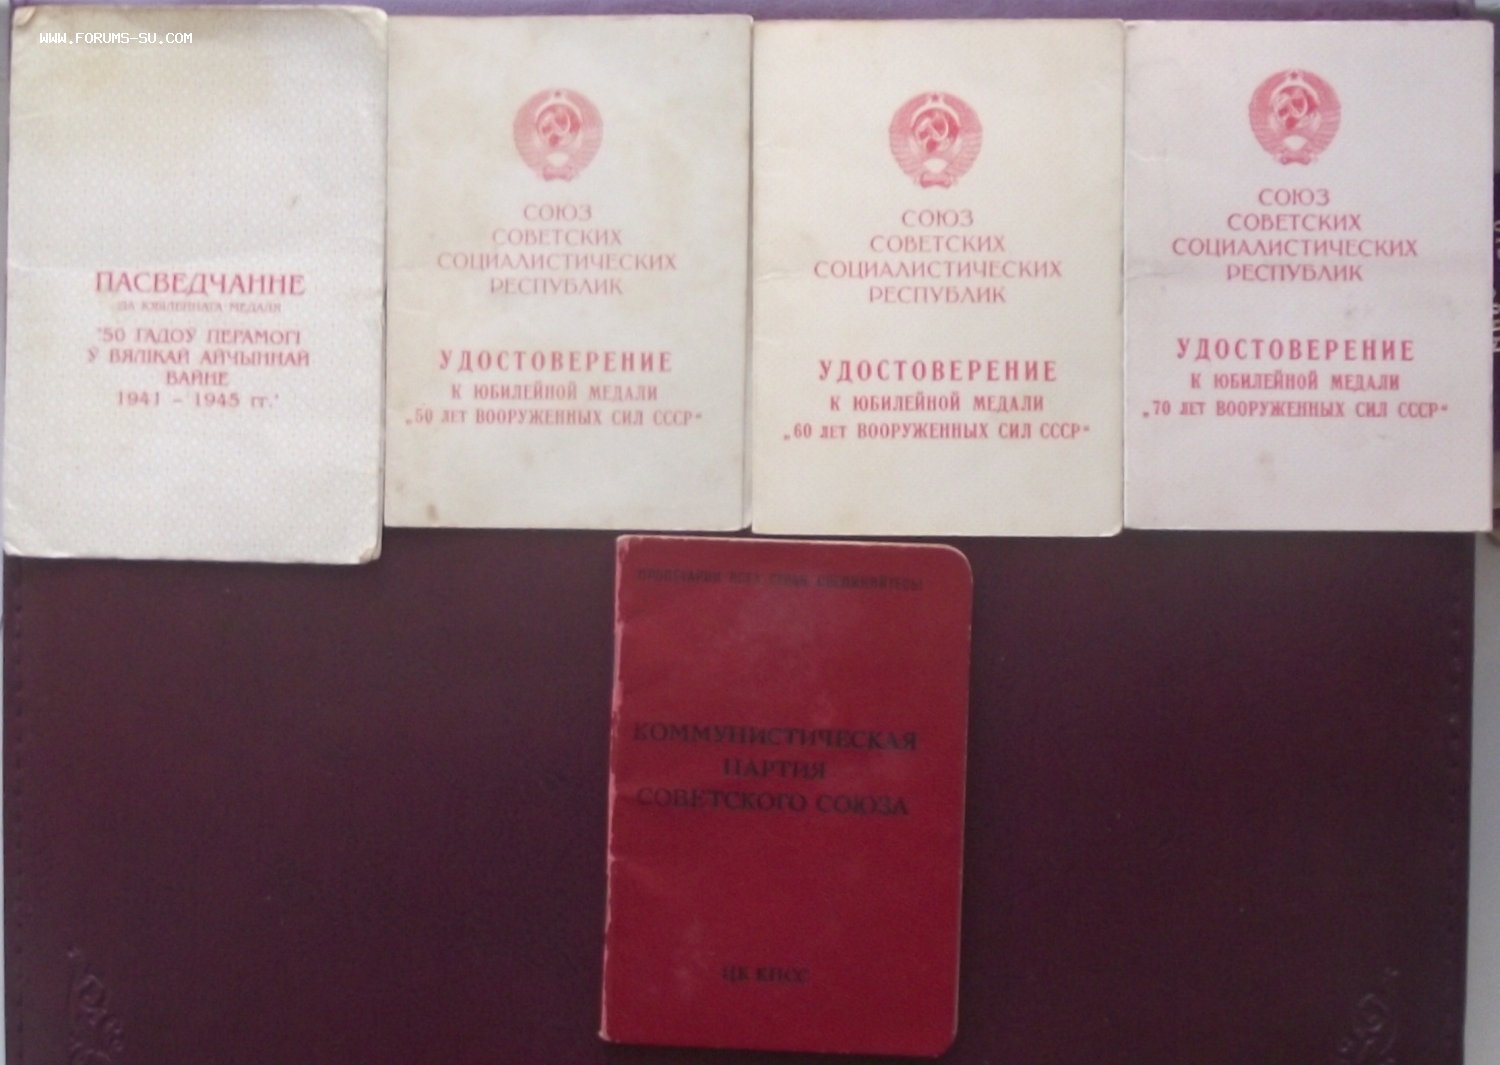 WWW.FORUMS-SU.COM
ПАСВЕДЧАННЕ
ДА ЮБІЛЕЙНАГА МЕДАЛЯ
"50 ГАДОЎ ПЕРАМОГІ
Ў ВЯЛІКАЙ АЙЧЫННАЙ
ВАЙНЕ
1941 – 1945 гг."
СОЮЗ
СОВЕТСКИХ
СОЦИАЛИСТИЧЕСКИХ
РЕСПУБЛИК
УДОСТОВЕРЕНИЕ
К ЮБИЛЕЙНОЙ МЕДАЛИ
„50 ЛЕТ ВООРУЖЕННЫХ СИЛ СССР“
СОЮЗ
СОВЕТСКИХ
СОЦИАЛИСТИЧЕСКИХ
РЕСПУБЛИК
УДОСТОВЕРЕНИЕ
К ЮБИЛЕЙНОЙ МЕДАЛИ
„60 ЛЕТ ВООРУЖЕННЫХ СИЛ СССР“
СОЮЗ
СОВЕТСКИХ
СОЦИАЛИСТИЧЕСКИХ
РЕСПУБЛИК
УДОСТОВЕРЕНИЕ
К ЮБИЛЕЙНОЙ МЕДАЛИ
„70 ЛЕТ ВООРУЖЕННЫХ СИЛ СССР“
ПРОЛЕТАРИИ ВСЕХ СТРАН, СОЕДИНЯЙТЕСЬ!
КОММУНИСТИЧЕСКАЯ
ПАРТИЯ
СОВЕТСКОГО СОЮЗА
ЦК КПСС